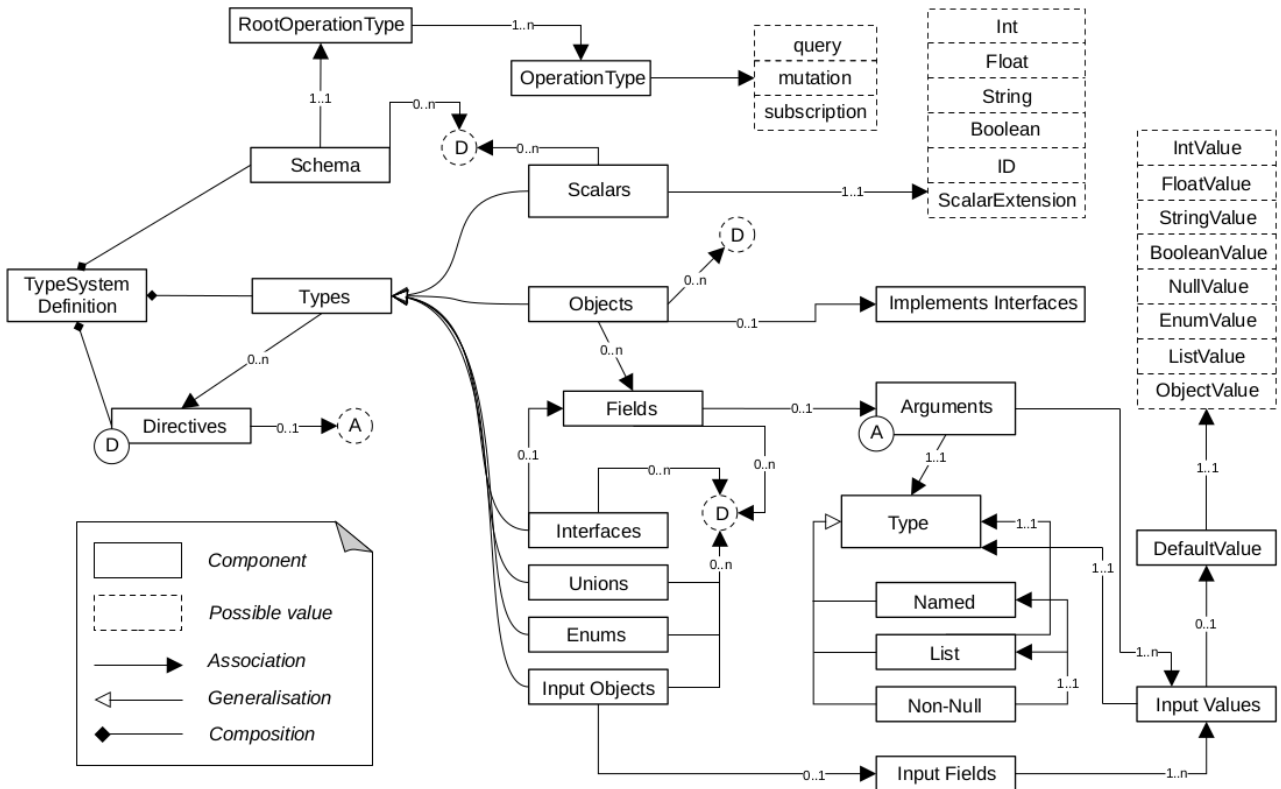 RootOperationType
1..n
OperationType
query
mutation
subscription
Int
Float
String
Boolean
ID
ScalarExtension
1..1
0..n
D
Schema
0..n
Scalars
1..1
IntValue
FloatValue
StringValue
BooleanValue
NullValue
EnumValue
ListValue
ObjectValue
D
0..n
TypeSystem
Definition
Types
Objects
0..1
Implements Interfaces
0..n
0..n
Directives
D
0..1
A
Fields
0..1
Arguments
A
0..1
0..n
0..n
1..1
1..1
D
Interfaces
Type
1..1
DefaultValue
0..n
1..1
Unions
Named
Enums
0..1
List
1..n
Input Objects
1..1
Non-Null
Input Values
0..1
Input Fields
1..n
Component
Possible value
Association
Generalisation
Composition